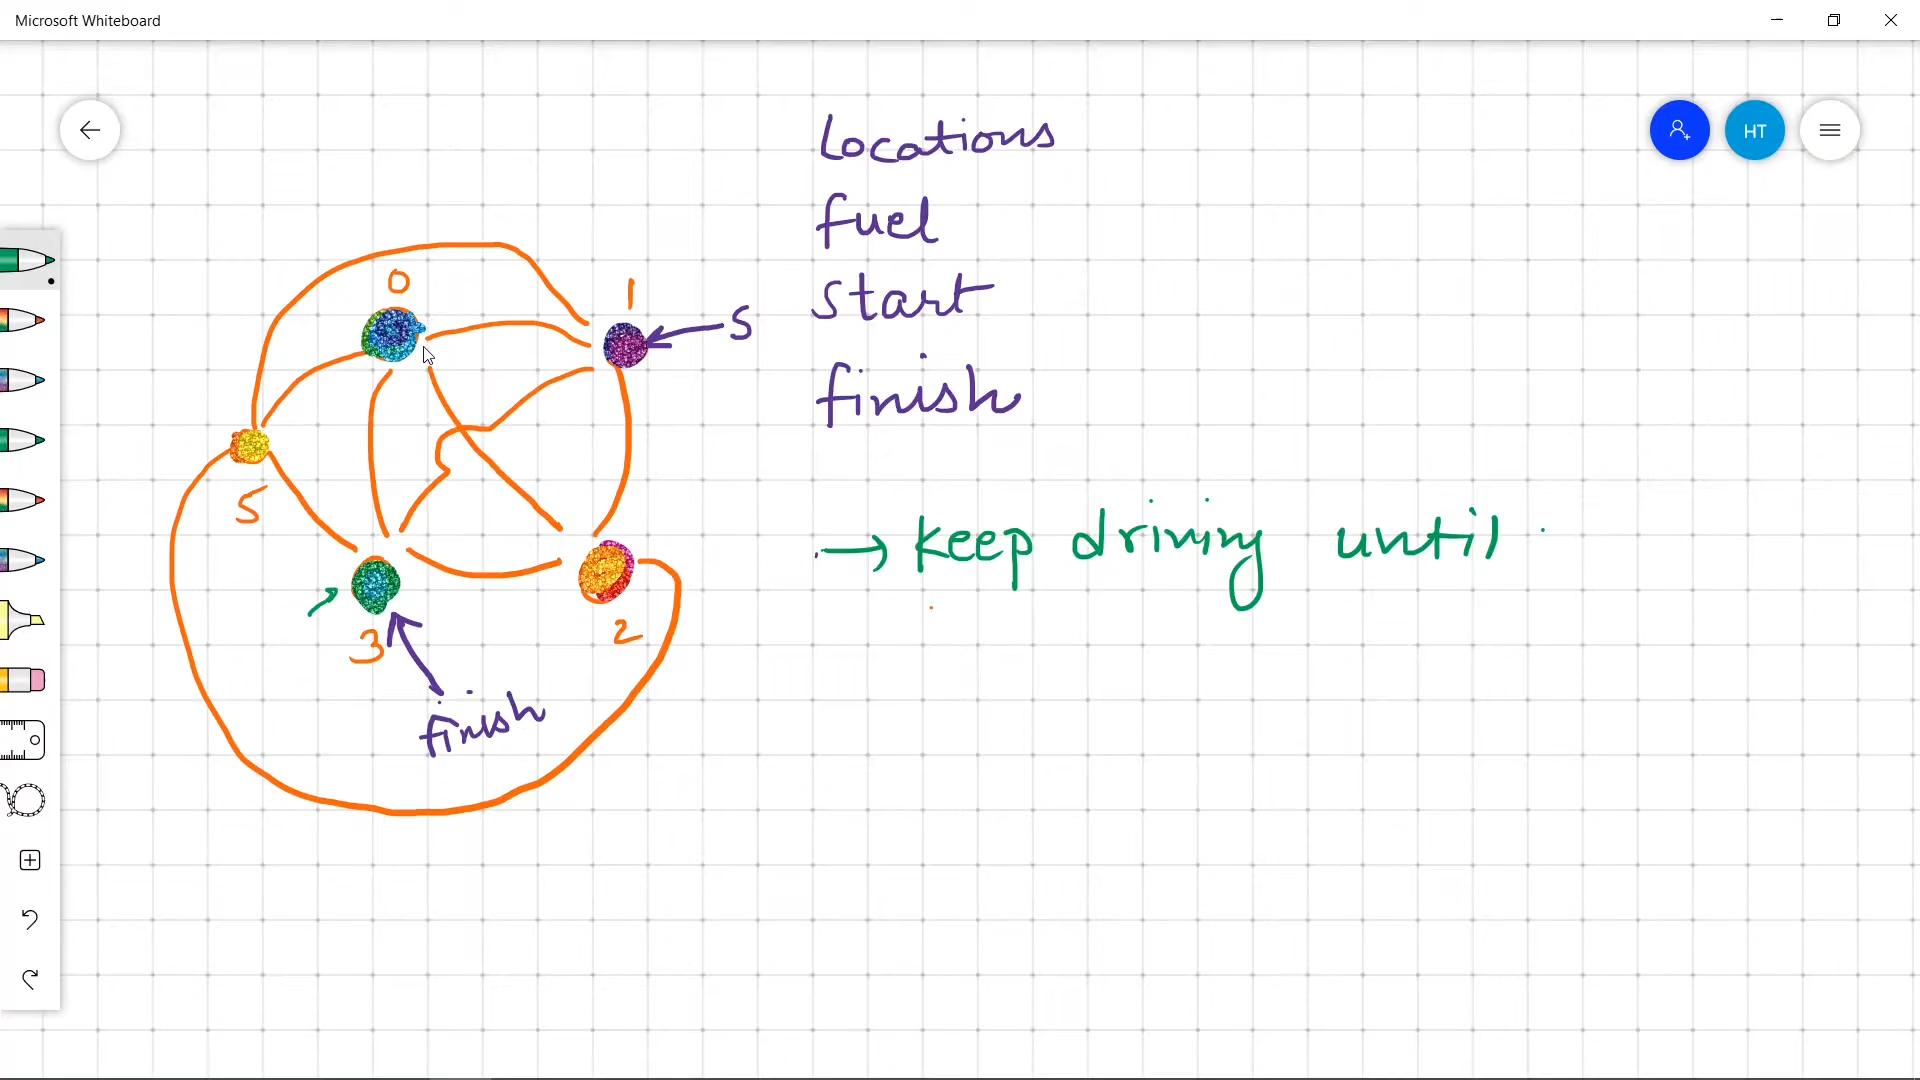 Microsoft Whiteboard
HT
Locations
fuel
start
finish
0
1
S
5
3
2
finish
→ keep driving until